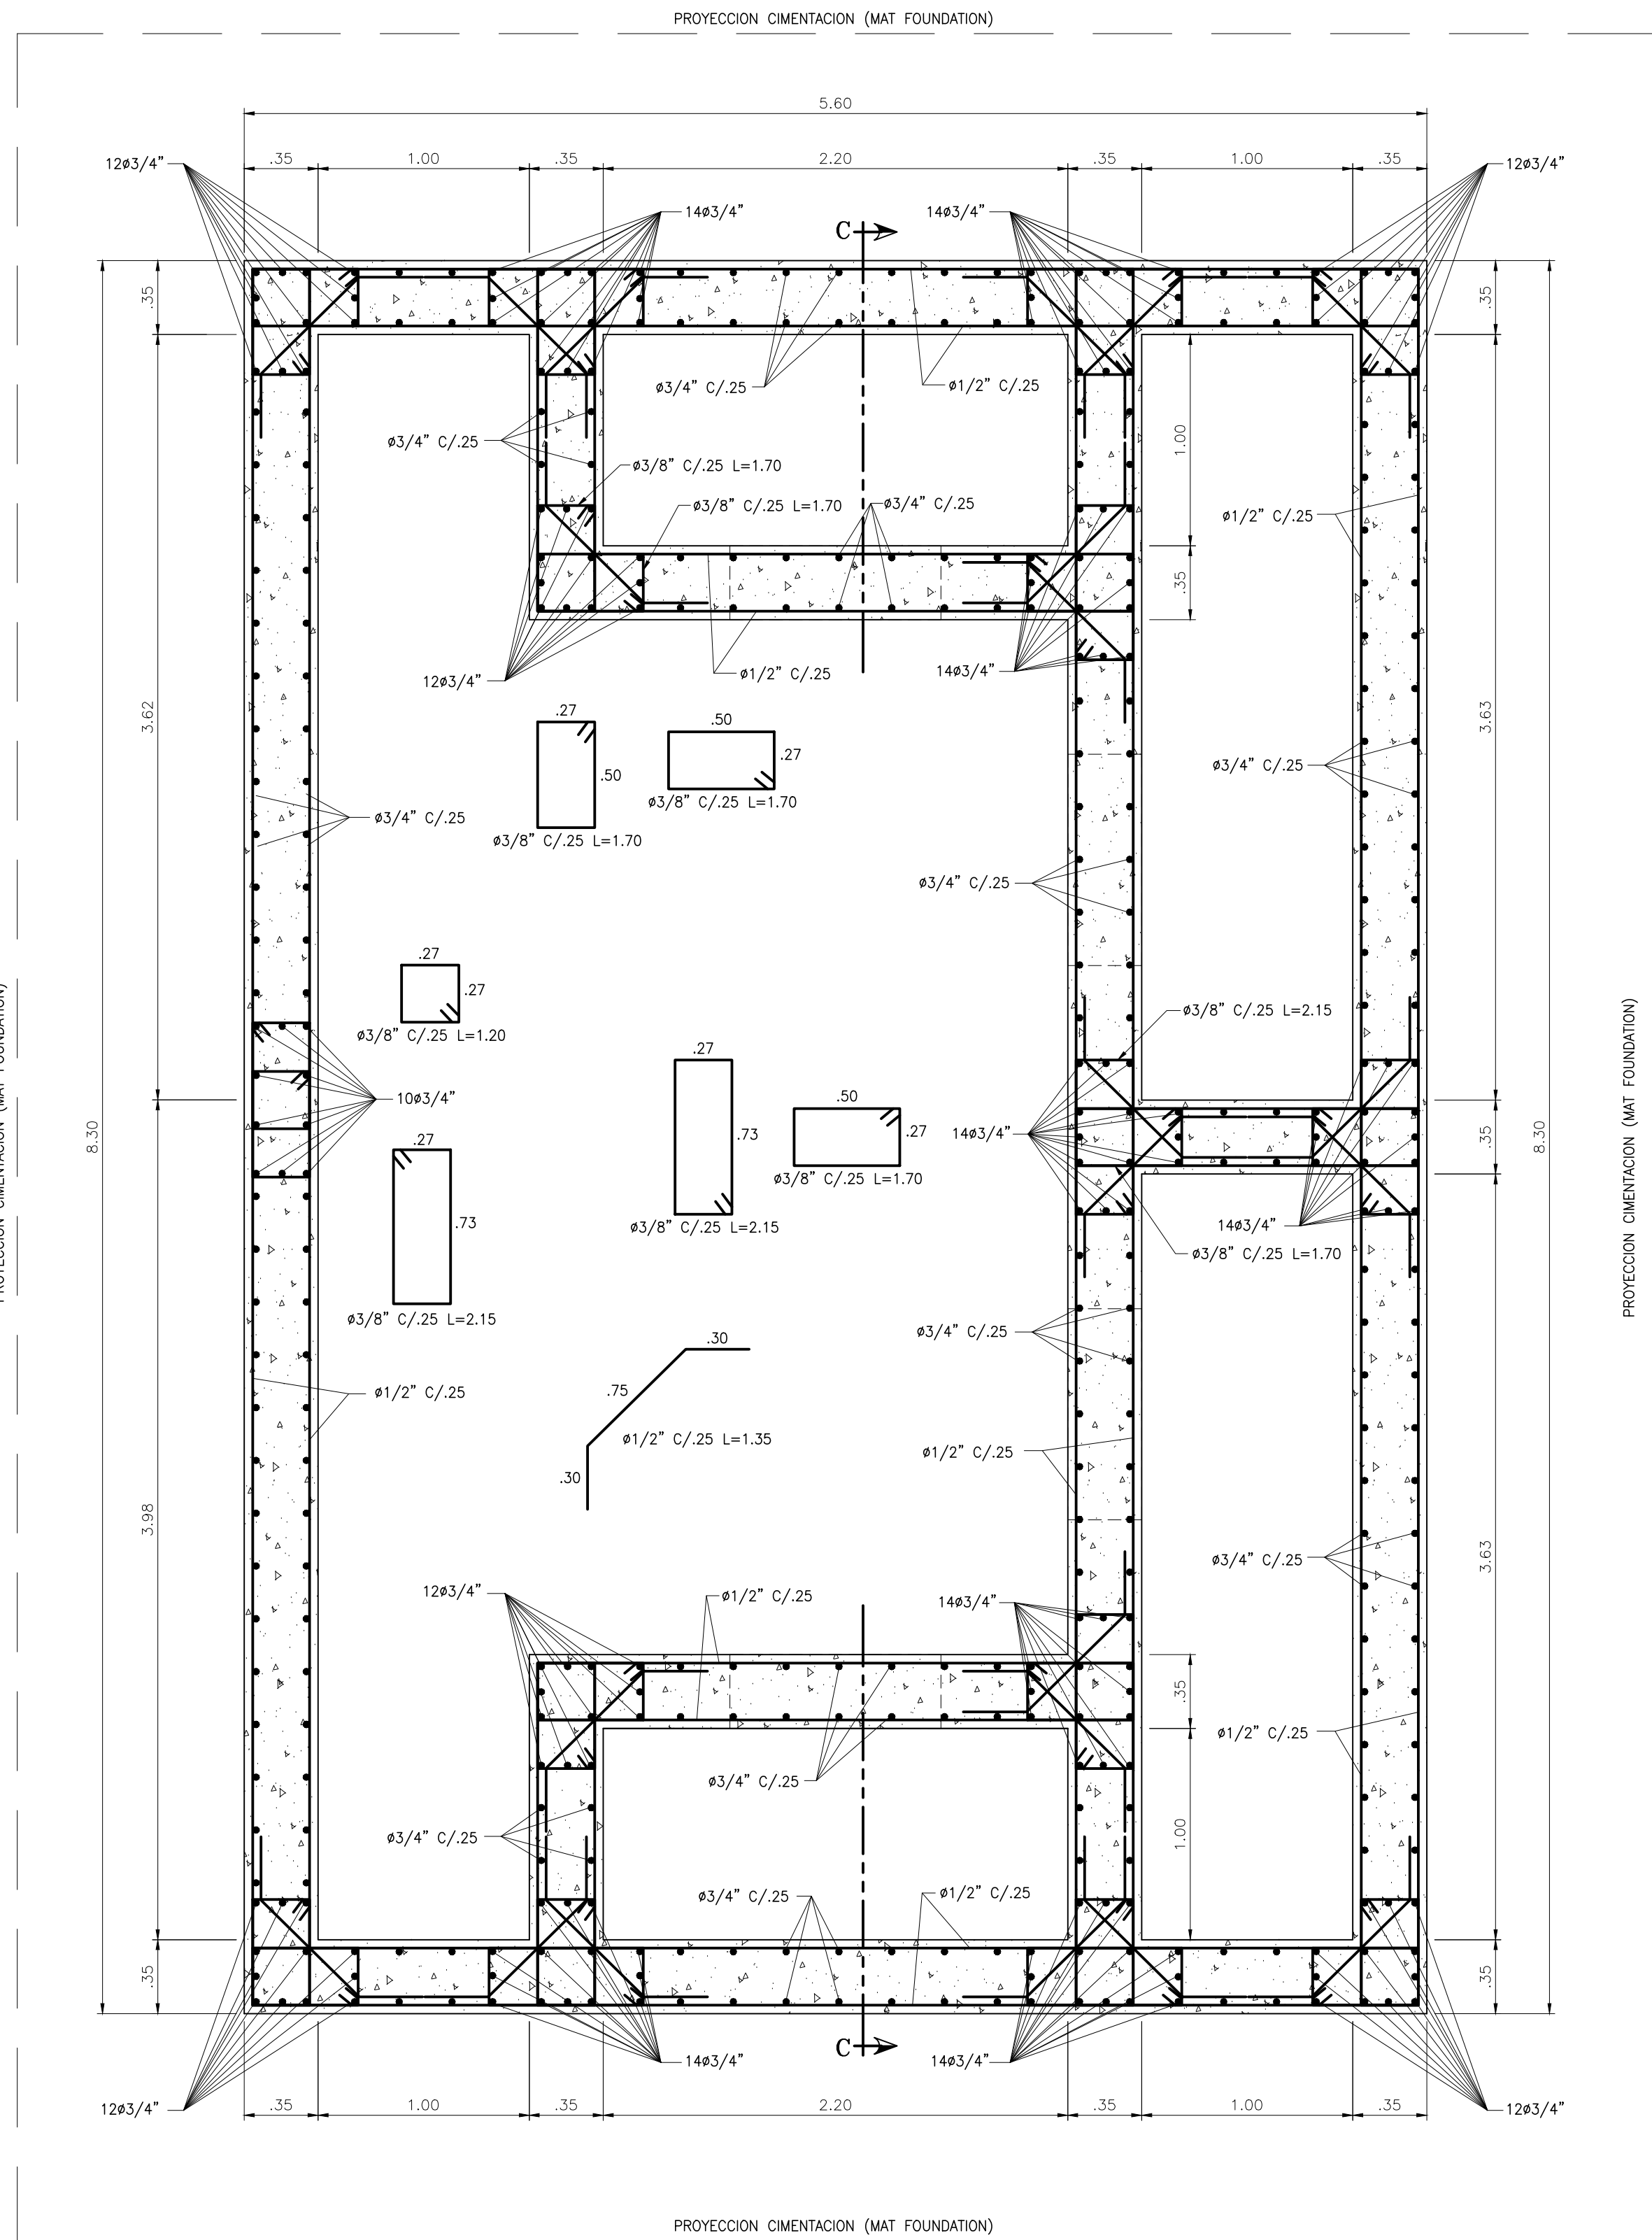 PROYECCION CIMENTACION (MAT FOUNDATION)
5.60
.35
1.00
.35
2.20
.35
1.00
.35
12ø3/4"
12ø3/4"
14ø3/4"
14ø3/4"
C
.35
.35
ø3/4" C/.25
ø1/2" C/.25
ø3/4" C/.25
1.00
ø3/8" C/.25 L=1.70
ø3/8" C/.25 L=1.70
ø3/4" C/.25
ø1/2" C/.25
.35
12ø3/4"
ø1/2" C/.25
14ø3/4"
3.62
3.63
.27
.50
.50
.27
ø3/8" C/.25 L=1.70
ø3/8" C/.25 L=1.70
ø3/4" C/.25
ø3/4" C/.25
ø3/4" C/.25
.27
.27
ø3/8" C/.25 L=1.20
ø3/8" C/.25 L=2.15
.27
.50
10ø3/4"
8.30
.73
.27
14ø3/4"
.35
8.30
.27
.73
ø3/8" C/.25 L=1.70
ø3/8" C/.25 L=2.15
14ø3/4"
ø3/8" C/.25 L=1.70
ø3/8" C/.25 L=2.15
PROYECCION CIMENTACION (MAT FOUNDATION)
PROYECCION CIMENTACION (MAT FOUNDATION)
.30
.75
.30
ø1/2" C/.25 L=1.35
ø3/4" C/.25
ø1/2" C/.25
ø1/2" C/.25
3.98
3.63
ø3/4" C/.25
12ø3/4"
ø1/2" C/.25
14ø3/4"
.35
ø1/2" C/.25
ø3/4" C/.25
1.00
ø3/4" C/.25
ø3/4" C/.25
ø1/2" C/.25
.35
.35
C
14ø3/4"
14ø3/4"
12ø3/4"
12ø3/4"
.35
1.00
.35
2.20
.35
1.00
.35
PROYECCION CIMENTACION (MAT FOUNDATION)